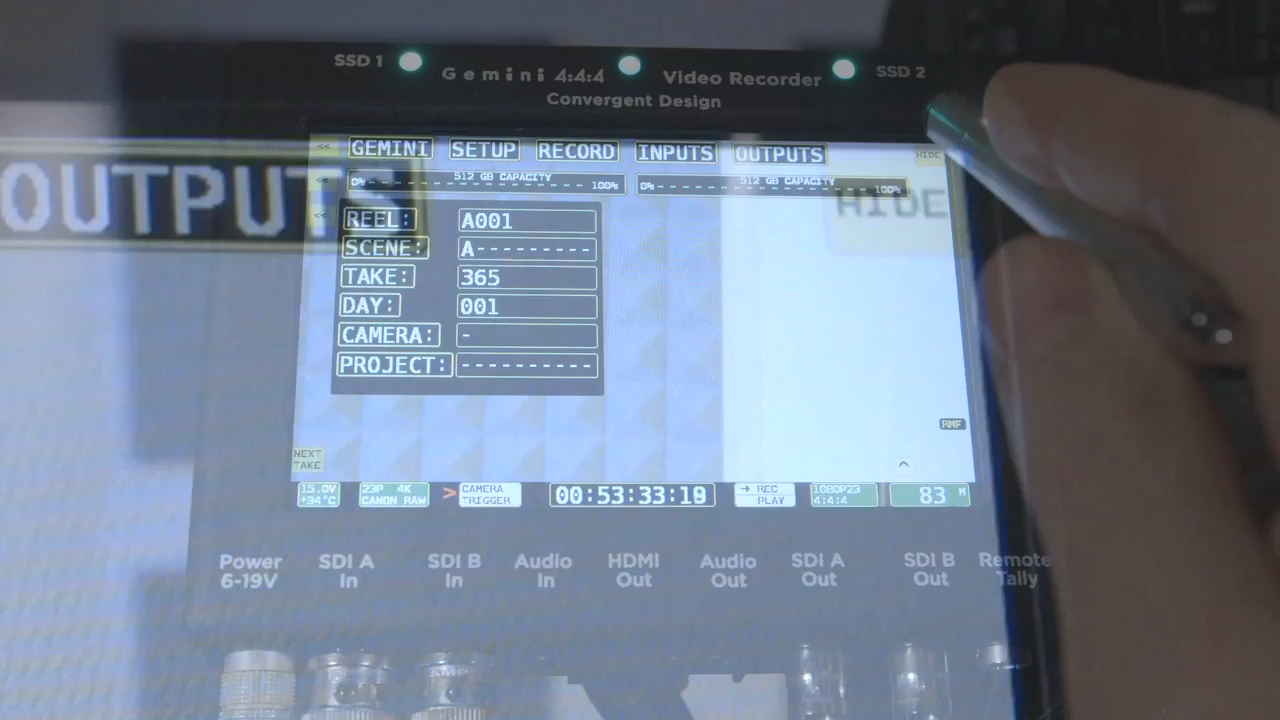 SSD 1 Gemini 4:4:4 Video Recorder SSD 2
Convergent Design
<< GEMINI SETUP RECORD INPUTS OUTPUTS HIDE
<< 0% 512 GB CAPACITY 100% 0% 512 GB CAPACITY 100%
OUTPUTS
HIDE
<< REEL: A001
SCENE: A---------
TAKE: 365
DAY: 001
CAMERA: -
PROJECT: ----------
RMF
NEXT
TAKE
^
15.0V
+34°C
23P 4K
CANON RAW
> CAMERA
TRIGGER
00:53:33:18
→ REC
PLAY
1080P23
4:4:4
83 M
Power
6-19V
SDI A
In
SDI B
In
Audio
In
HDMI
Out
Audio
Out
SDI A
Out
SDI B
Out
Remote
Tally